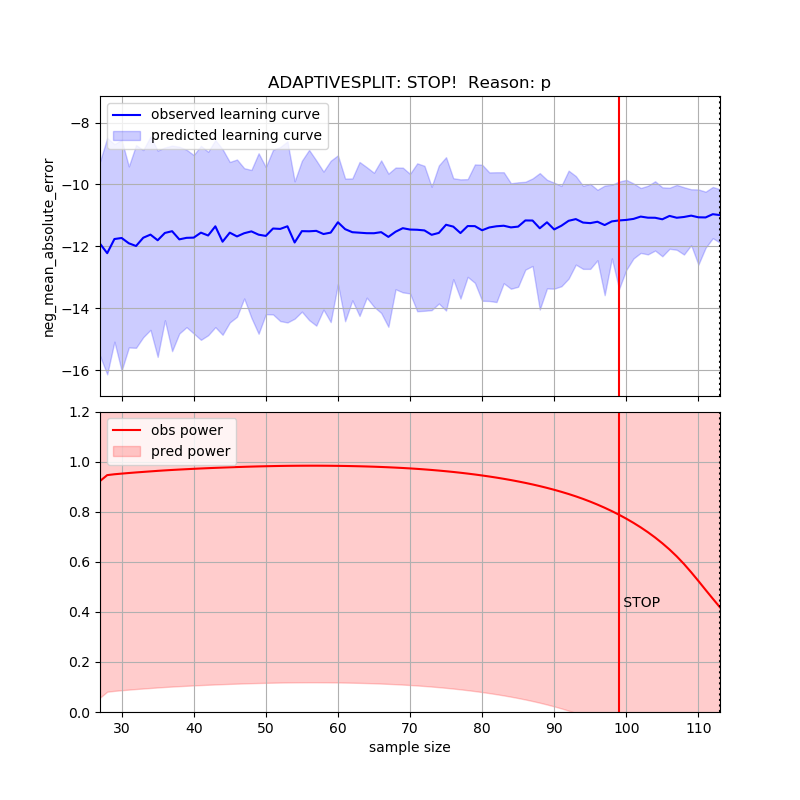 ADAPTIVESPLIT: STOP!  Reason: p
observed learning curve
predicted learning curve
neg_mean_absolute_error
−8
−10
−12
−14
−16
obs power
pred power
1.2
1.0
0.8
0.6
0.4
0.2
0.0
STOP
30 40 50 60 70 80 90 100 110
sample size